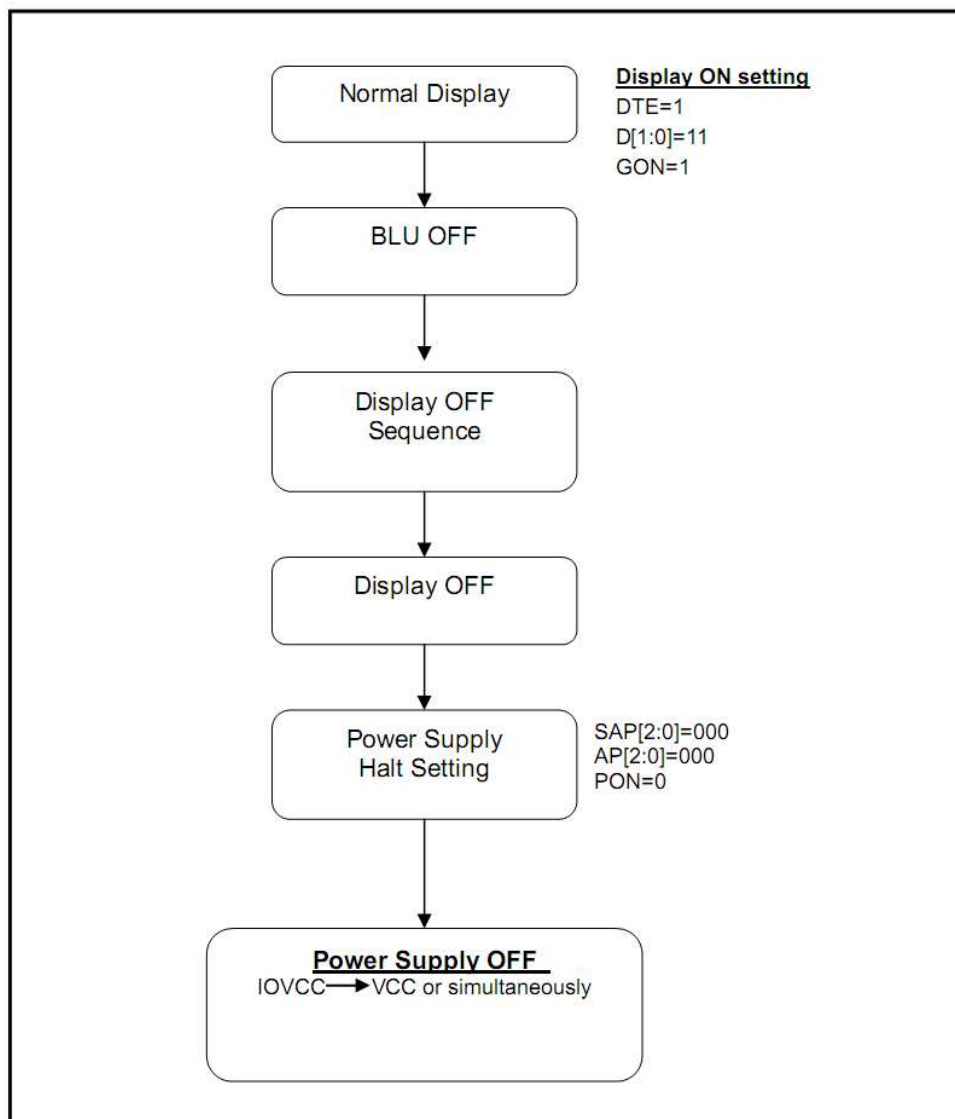 Normal Display
Display ON setting
DTE=1
D[1:0]=11
GON=1
BLU OFF
Display OFF
Sequence
Display OFF
Power Supply
Halt Setting
SAP[2:0]=000
AP[2:0]=000
PON=0
Power Supply OFF
IOVCC→VCC or simultaneously